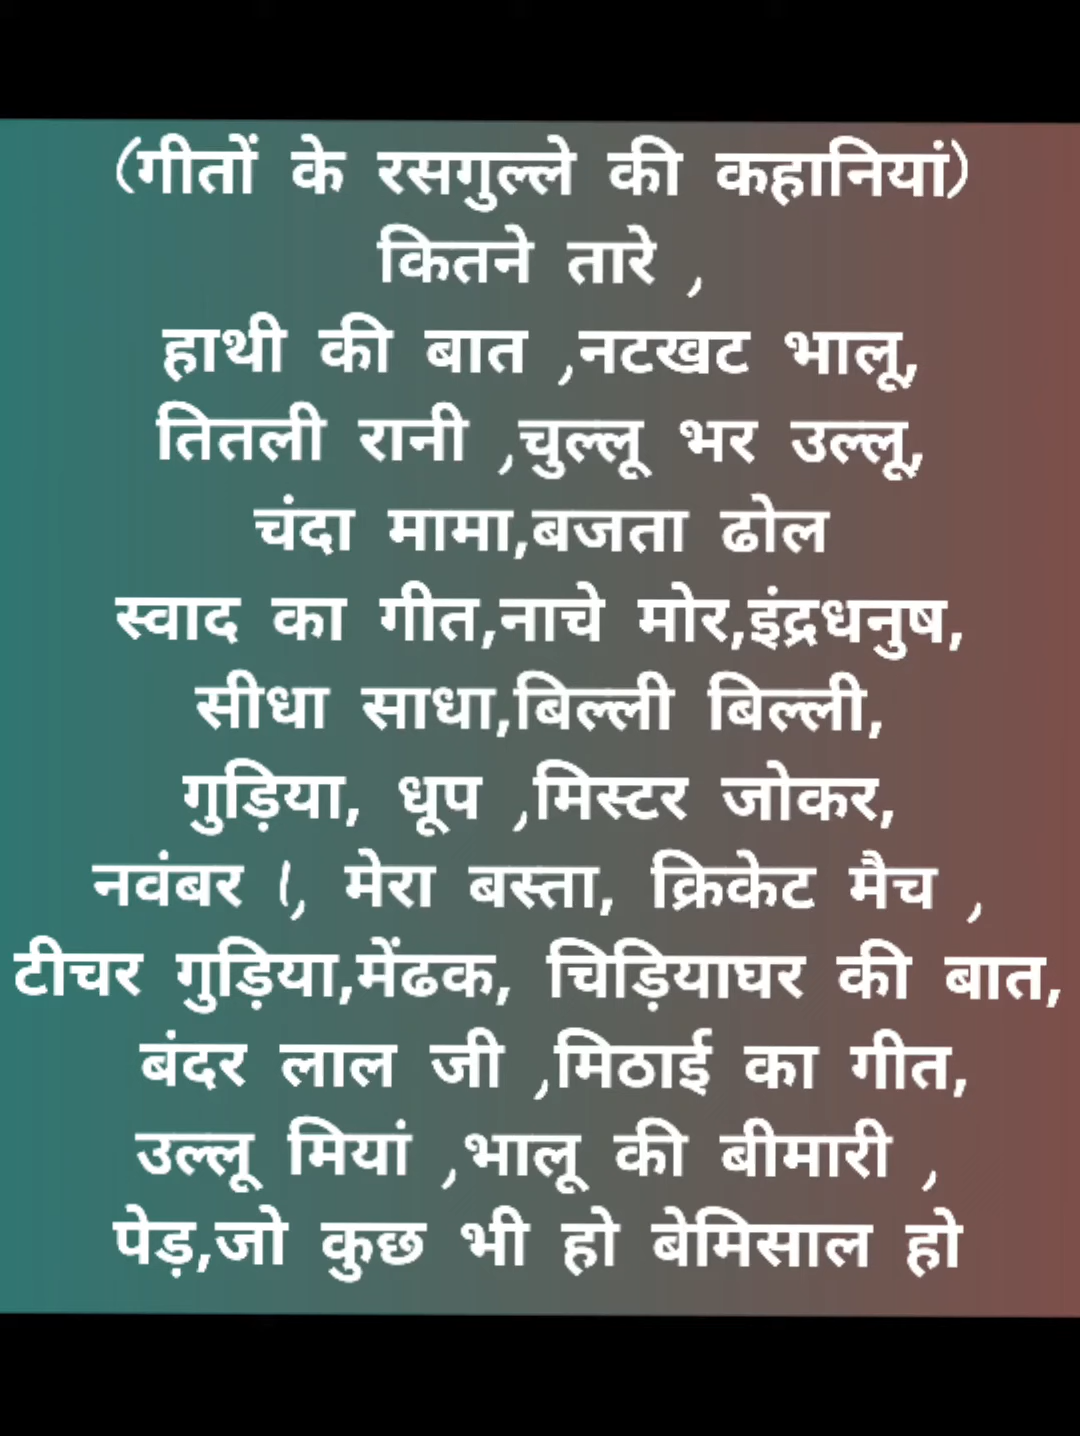 (गीतों के रसगुल्ले की कहानियां)
कितने तारे ,
हाथी की बात ,नटखट भालू,
तितली रानी ,चुल्लू भर उल्लू,
चंदा मामा,बजता ढोल
स्वाद का गीत,नाचे मोर,इंद्रधनुष,
सीधा साधा,बिल्ली बिल्ली,
गुड़िया, धूप ,मिस्टर जोकर,
नवंबर (, मेरा बस्ता, क्रिकेट मैच ,
टीचर गुड़िया,मेंढक, चिड़ियाघर की बात,
बंदर लाल जी ,मिठाई का गीत,
उल्लू मियां ,भालू की बीमारी ,
पेड़,जो कुछ भी हो बेमिसाल हो